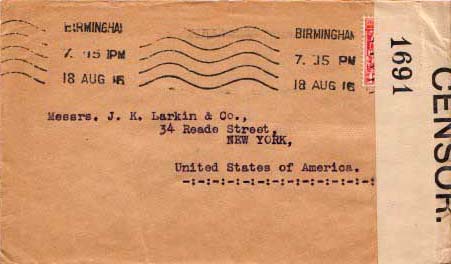 BIRMINGHAM
7. 15 PM
18 AUG 16
BIRMINGHAM
7. 15 PM
18 AUG 16
1691
CENSOR.
Messrs. J. K. Larkin & Co.,
34 Reade Street,
NEW YORK,
United States of America.
-:-:-:-:-:-:-:-:-:-:-:-: